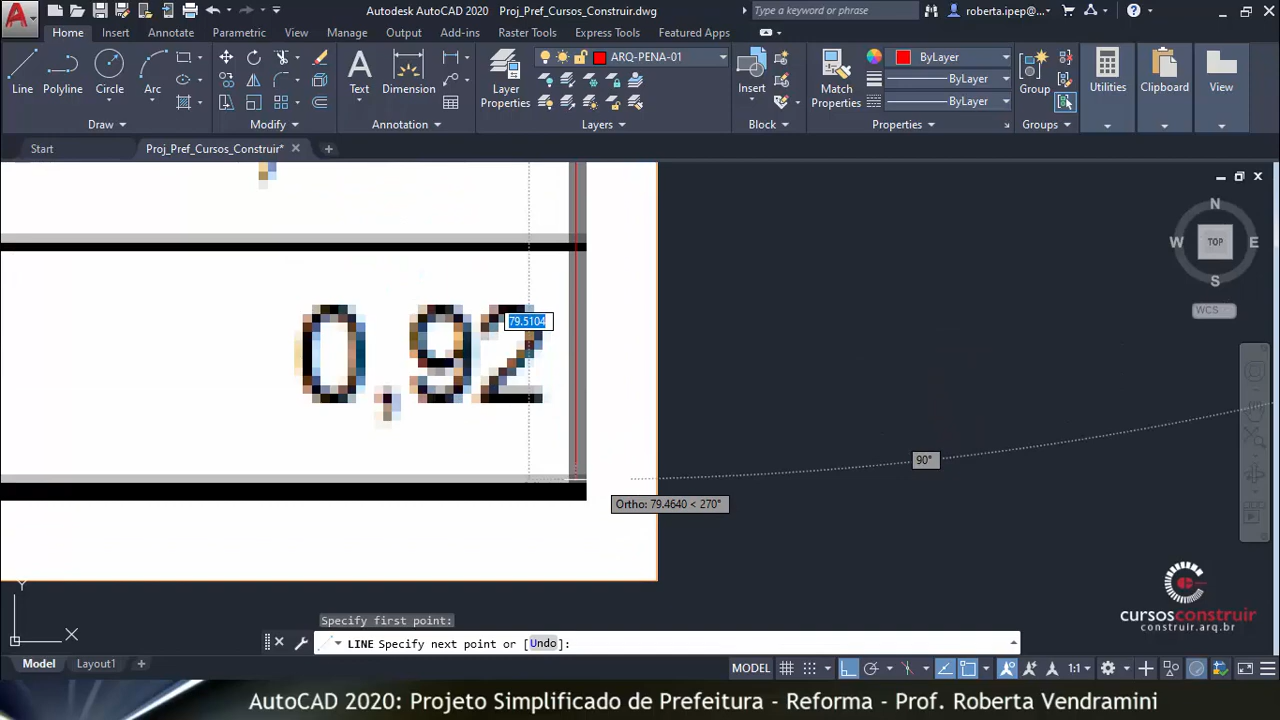 Autodesk AutoCAD 2020 Proj_Pref_Cursos_Construir.dwg Type a keyword or phrase roberta.ipep@...
Home Insert Annotate Parametric View Manage Output Add-ins Raster Tools Express Tools Featured Apps
ARQ-PENA-01 ByLayer
ByLayer
ByLayer
Line Polyline Circle Arc Text Dimension Layer Properties Insert Match Properties Group Utilities Clipboard View
Draw Modify Annotation Layers Block Properties Groups
Start Proj_Pref_Cursos_Construir*
N
W TOP E
S
WCS
79.5104
0,92
90°
Ortho: 79.4640 < 270°
Y
X
cursosconstruir
construir.arq.br
Specify first point:
LINE Specify next point or [Undo]:
Model Layout1
MODEL 1:1
AutoCAD 2020: Projeto Simplificado de Prefeitura - Reforma - Prof. Roberta Vendramini